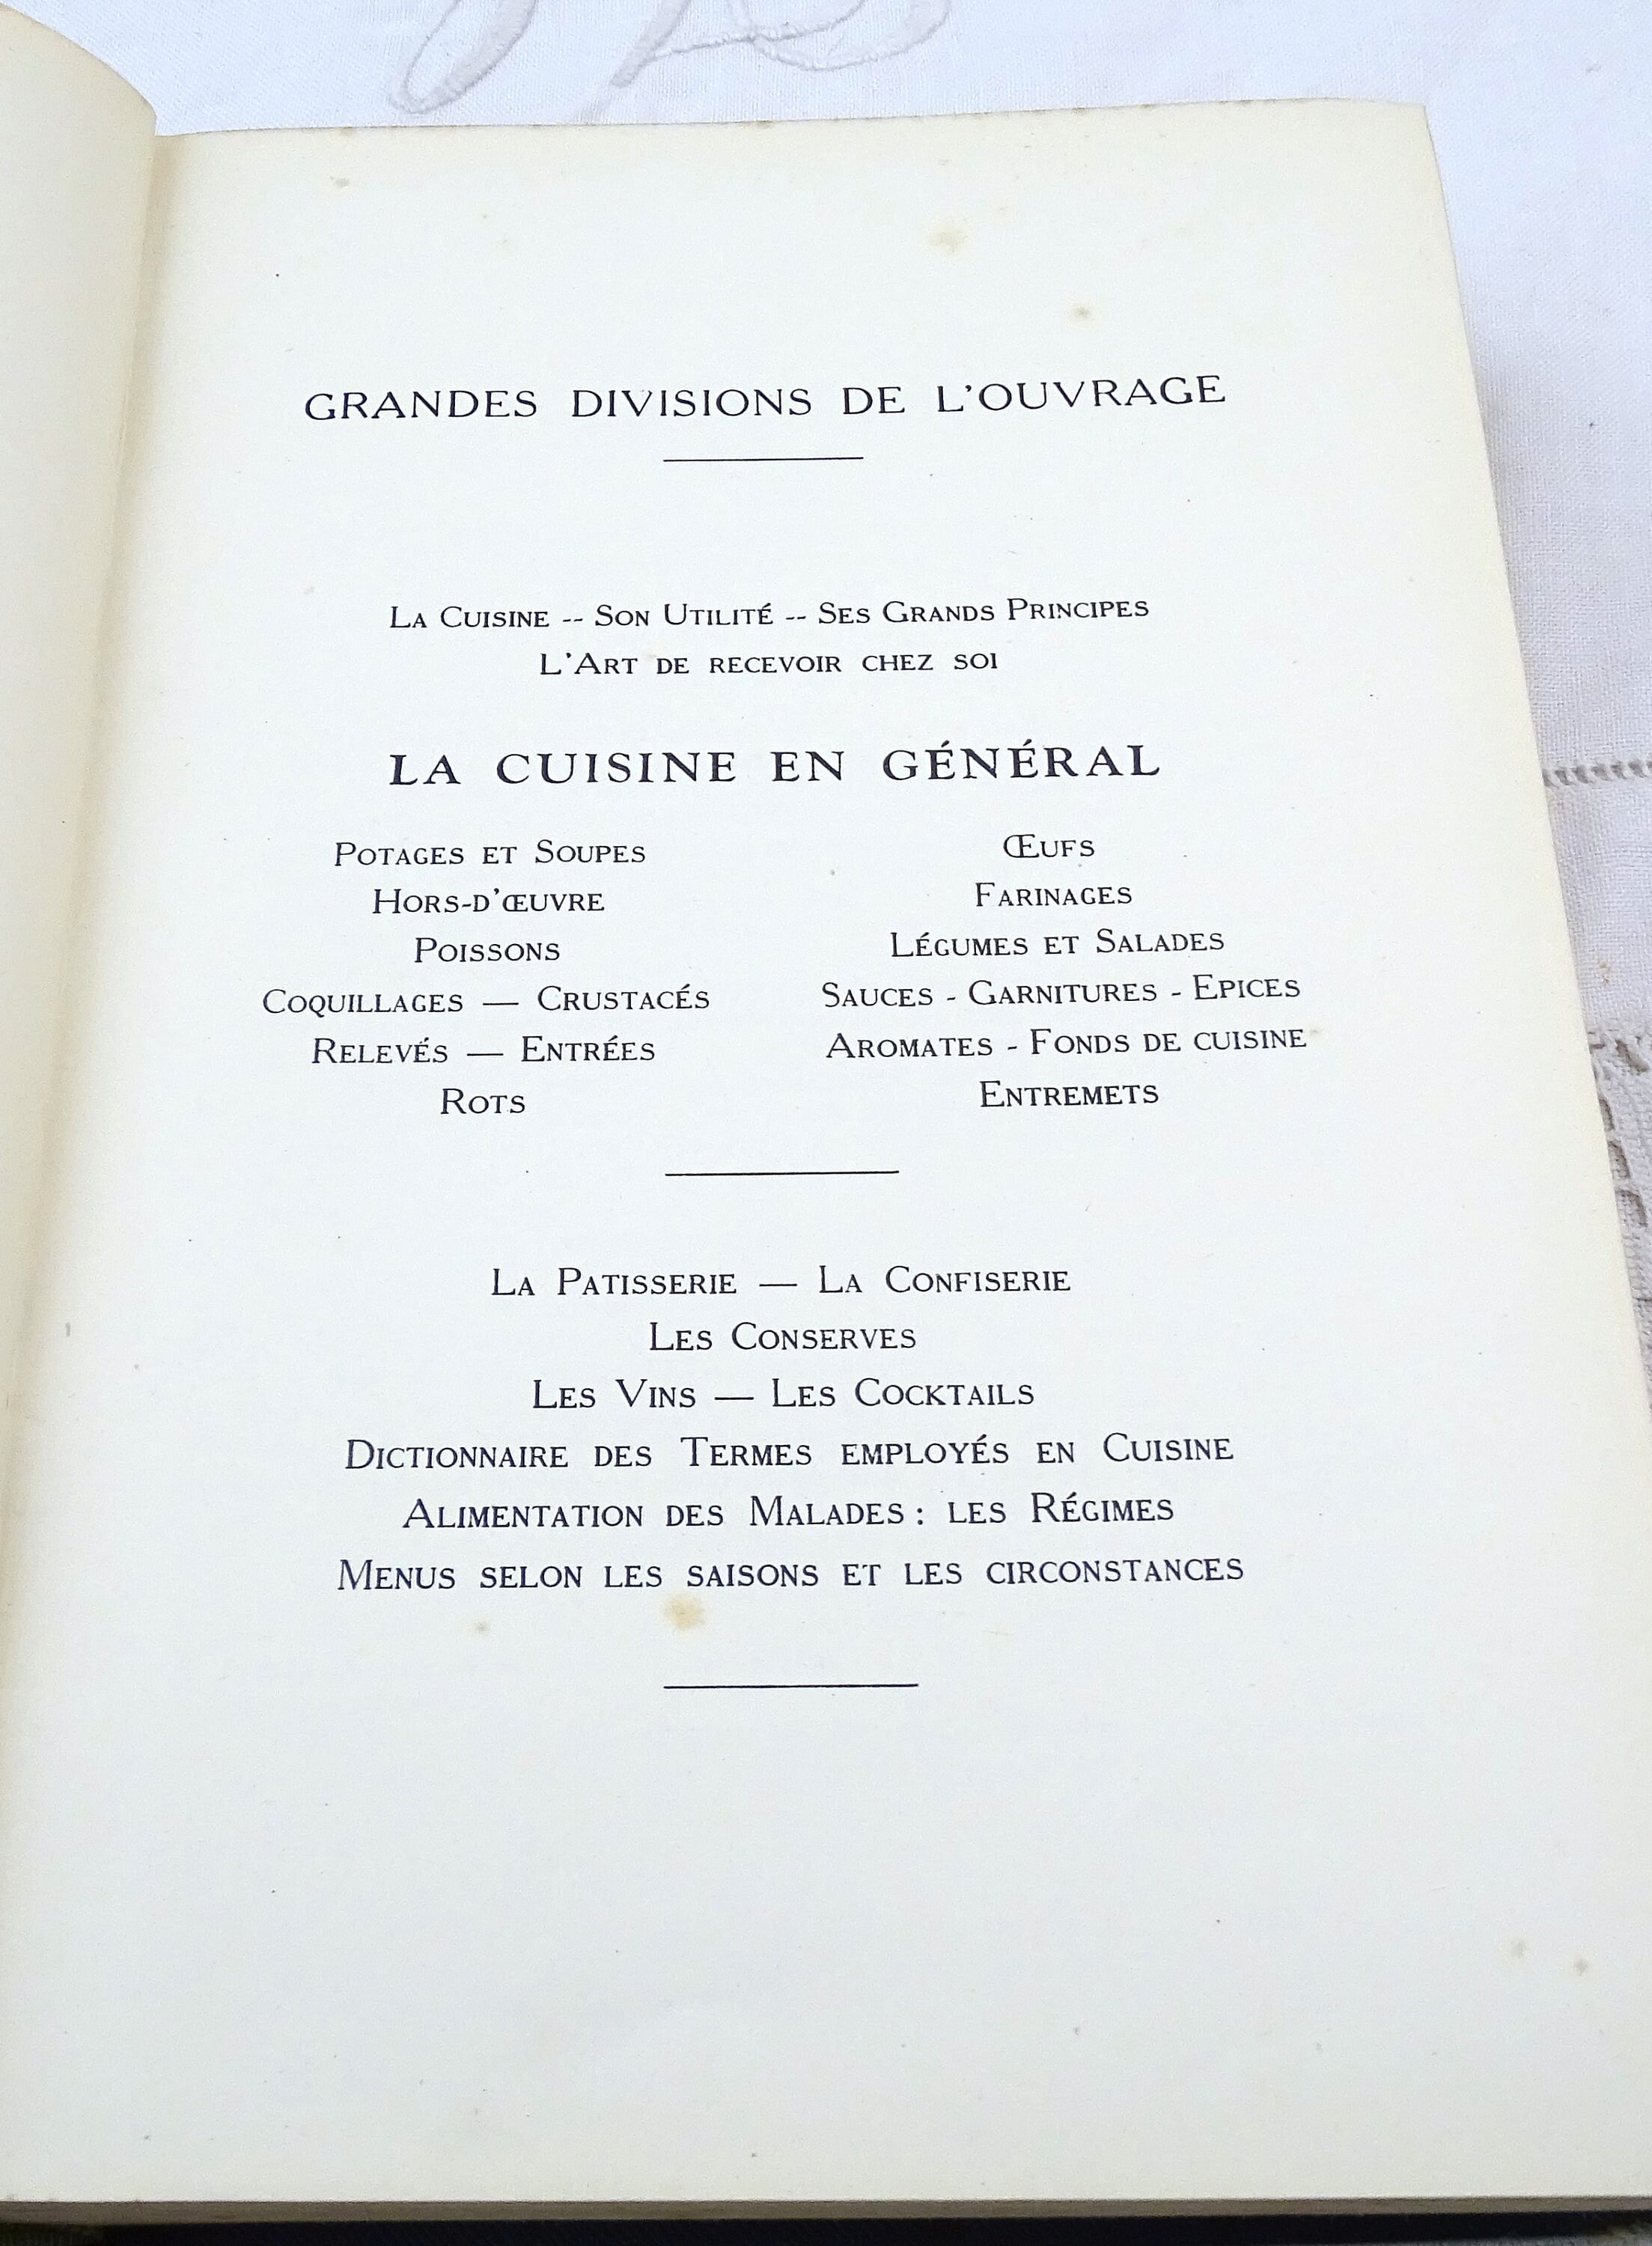 GRANDES DIVISIONS DE L'OUVRAGE
La Cuisine -- Son Utilité -- Ses Grands Principes
L'Art de recevoir chez soi
LA CUISINE EN GÉNÉRAL
Potages et Soupes
Hors-d'œuvre
Poissons
Coquillages — Crustacés
Relevés — Entrées
Rots
Œufs
Farinages
Légumes et Salades
Sauces - Garnitures - Epices
Aromates - Fonds de cuisine
Entremets
La Patisserie — La Confiserie
Les Conserves
Les Vins — Les Cocktails
Dictionnaire des Termes employés en Cuisine
Alimentation des Malades : les Régimes
Menus selon les saisons et les circonstances